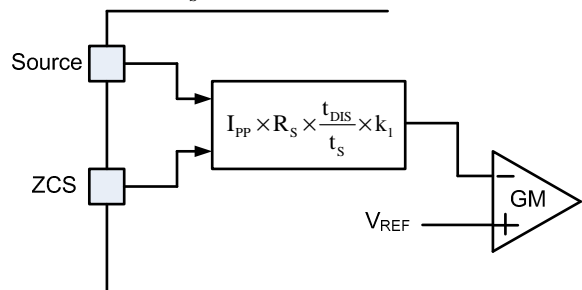 Source
I_PP × R_S × t_DIS/t_S × k_1
ZCS
−
GM
V_REF
+